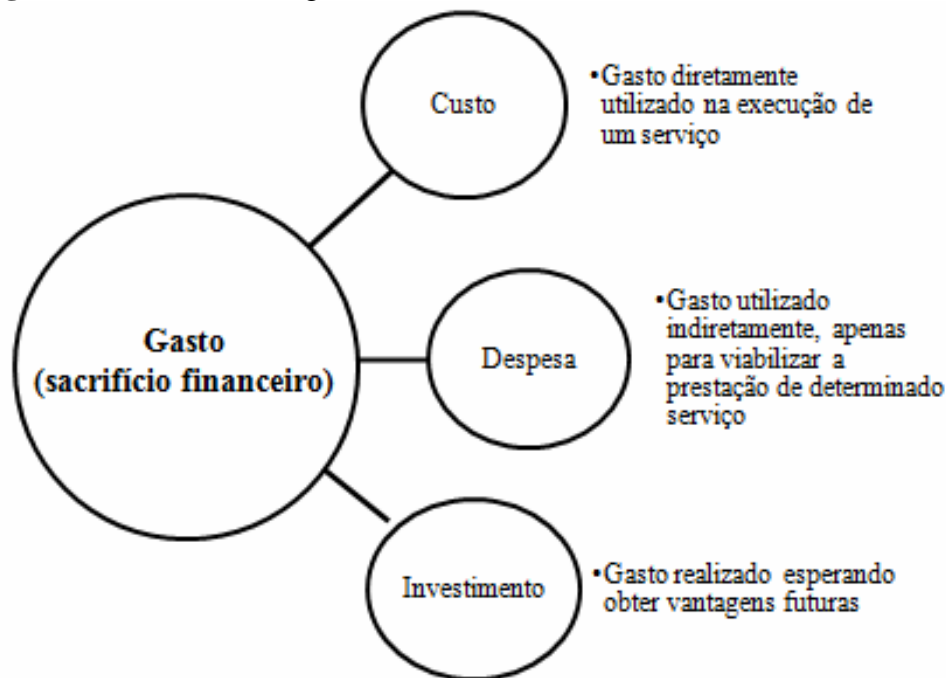 Custo
•Gasto diretamente
utilizado na execução de
um serviço
Gasto
(sacrifício financeiro)
Despesa
•Gasto utilizado
indiretamente, apenas
para viabilizar a
prestação de determinado
serviço
Investimento
•Gasto realizado esperando
obter vantagens futuras